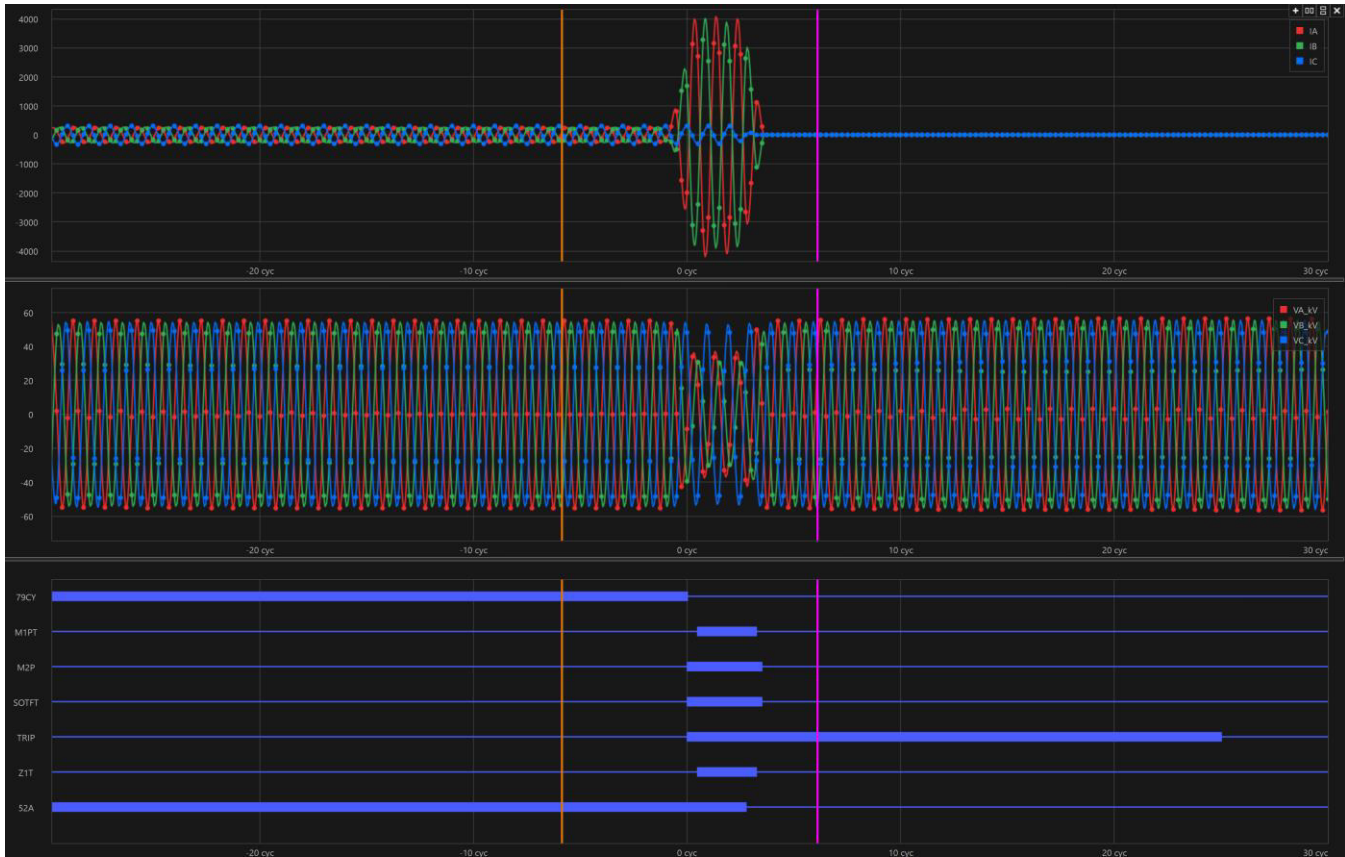 4000
IA
3000
IB
2000
IC
1000
0
-1000
-2000
-3000
-4000
-20 cyc
-10 cyc
0 cyc
10 cyc
20 cyc
30 cyc
60
VA_kV
40
VB_kV
VC_kV
20
0
-20
-40
-60
-20 cyc
-10 cyc
0 cyc
10 cyc
20 cyc
30 cyc
79CY
M1PT
M2P
SOTFT
TRIP
Z1T
52A
-20 cyc
-10 cyc
0 cyc
10 cyc
20 cyc
30 cyc